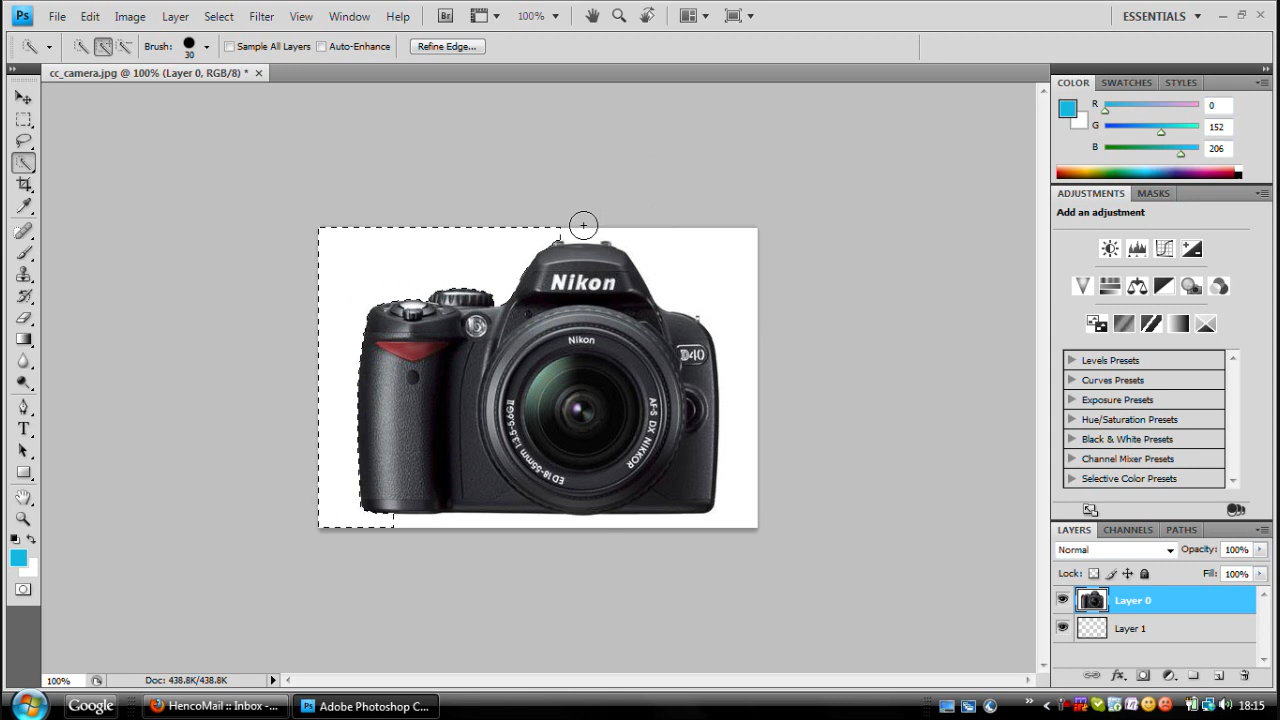 Ps File Edit Image Layer Select Filter View Window Help Br 100% ESSENTIALS
Brush: 30 Sample All Layers Auto-Enhance Refine Edge...
cc_camera.jpg @ 100% (Layer 0, RGB/8) *
COLOR SWATCHES STYLES
R 0
G 152
B 206
ADJUSTMENTS MASKS
Add an adjustment
Nikon
Nikon
D40
AF-S DX NIKKOR
ED 18-55mm 1:3.5-5.6GII
Levels Presets
Curves Presets
Exposure Presets
Hue/Saturation Presets
Black & White Presets
Channel Mixer Presets
Selective Color Presets
T
LAYERS CHANNELS PATHS
Normal Opacity: 100%
Lock: Fill: 100%
Layer 0
Layer 1
100% Doc: 438.8K/438.8K
Google HencoMail :: Inbox -... Ps Adobe Photoshop C... 18:15